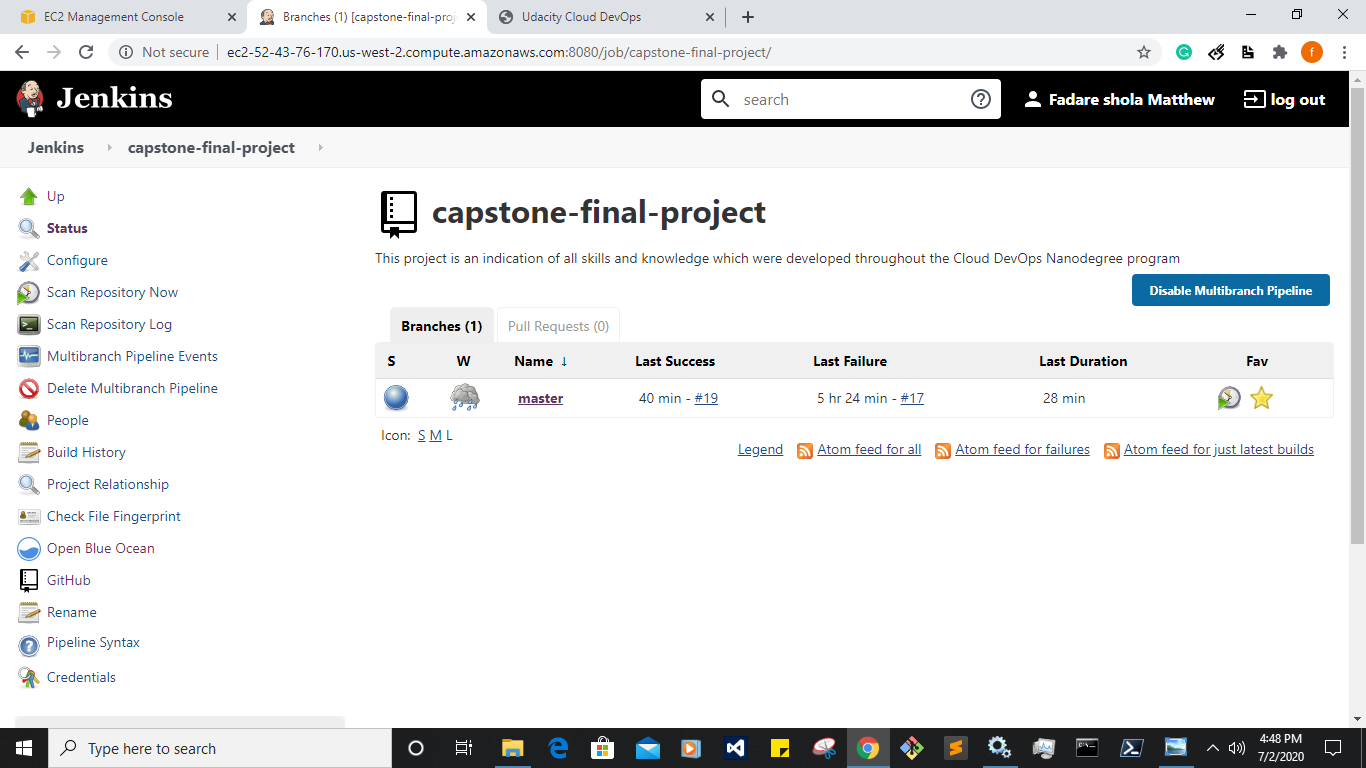 EC2 Management Console
Branches (1) [capstone-final-proje
Udacity Cloud DevOps
Not secure ec2-52-43-76-170.us-west-2.compute.amazonaws.com:8080/job/capstone-final-project/
f
Jenkins
search
Fadare shola Matthew
log out
Jenkins
capstone-final-project
Up
Status
Configure
Scan Repository Now
Scan Repository Log
Multibranch Pipeline Events
Delete Multibranch Pipeline
People
Build History
Project Relationship
Check File Fingerprint
Open Blue Ocean
GitHub
Rename
Pipeline Syntax
Credentials
capstone-final-project
This project is an indication of all skills and knowledge which were developed throughout the Cloud DevOps Nanodegree program
Disable Multibranch Pipeline
Branches (1) Pull Requests (0)
S W Name ↓ Last Success Last Failure Last Duration Fav
master 40 min - #19 5 hr 24 min - #17 28 min
Icon: S M L
Legend Atom feed for all Atom feed for failures Atom feed for just latest builds
Type here to search
4:48 PM
7/2/2020